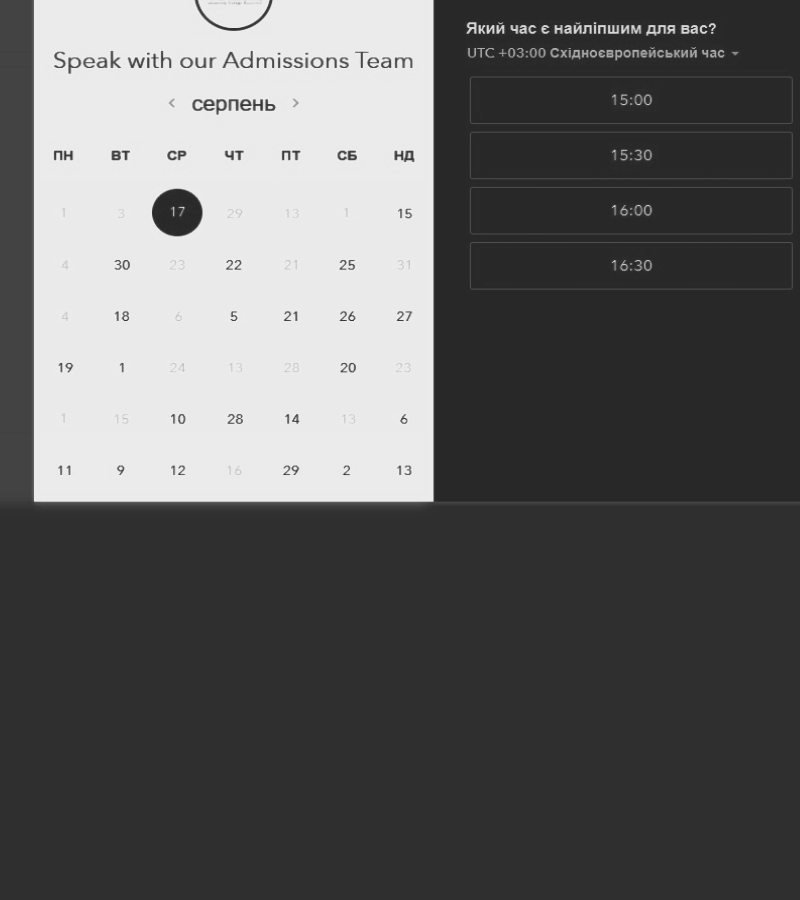 Speak with our Admissions Team
серпень
ПН ВТ СР ЧТ ПТ СБ НД
1 3 17 29 13 1 15
4 30 23 22 21 25 31
4 18 6 5 21 26 27
19 1 24 13 28 20 23
1 15 10 28 14 13 6
11 9 12 16 29 2 13
Який час є найліпшим для вас?
UTC +03:00 Східноєвропейський час
15:00
15:30
16:00
16:30